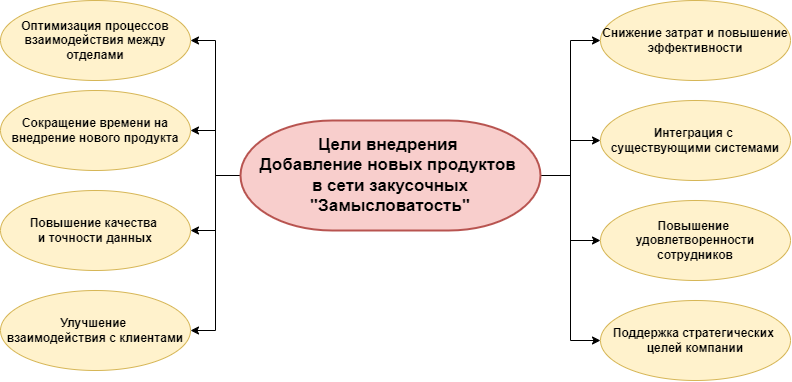 Оптимизация процессов
взаимодействия между
отделами
Сокращение времени на
внедрение нового продукта
Повышение качества
и точности данных
Улучшение
взаимодействия с клиентами
Цели внедрения
Добавление новых продуктов
в сети закусочных
"Замысловатость"
Снижение затрат и повышение
эффективности
Интеграция с
существующими системами
Повышение
удовлетворенности
сотрудников
Поддержка стратегических
целей компании